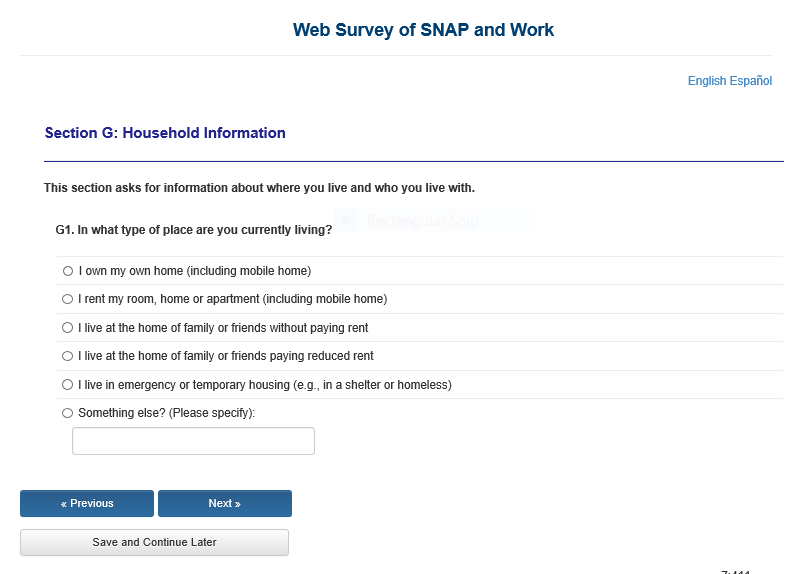 Web Survey of SNAP and Work
English Español
Section G: Household Information
This section asks for information about where you live and who you live with.
Rectangular Snip
G1. In what type of place are you currently living?
I own my own home (including mobile home)
I rent my room, home or apartment (including mobile home)
I live at the home of family or friends without paying rent
I live at the home of family or friends paying reduced rent
I live in emergency or temporary housing (e.g., in a shelter or homeless)
Something else? (Please specify):
« Previous
Next »
Save and Continue Later